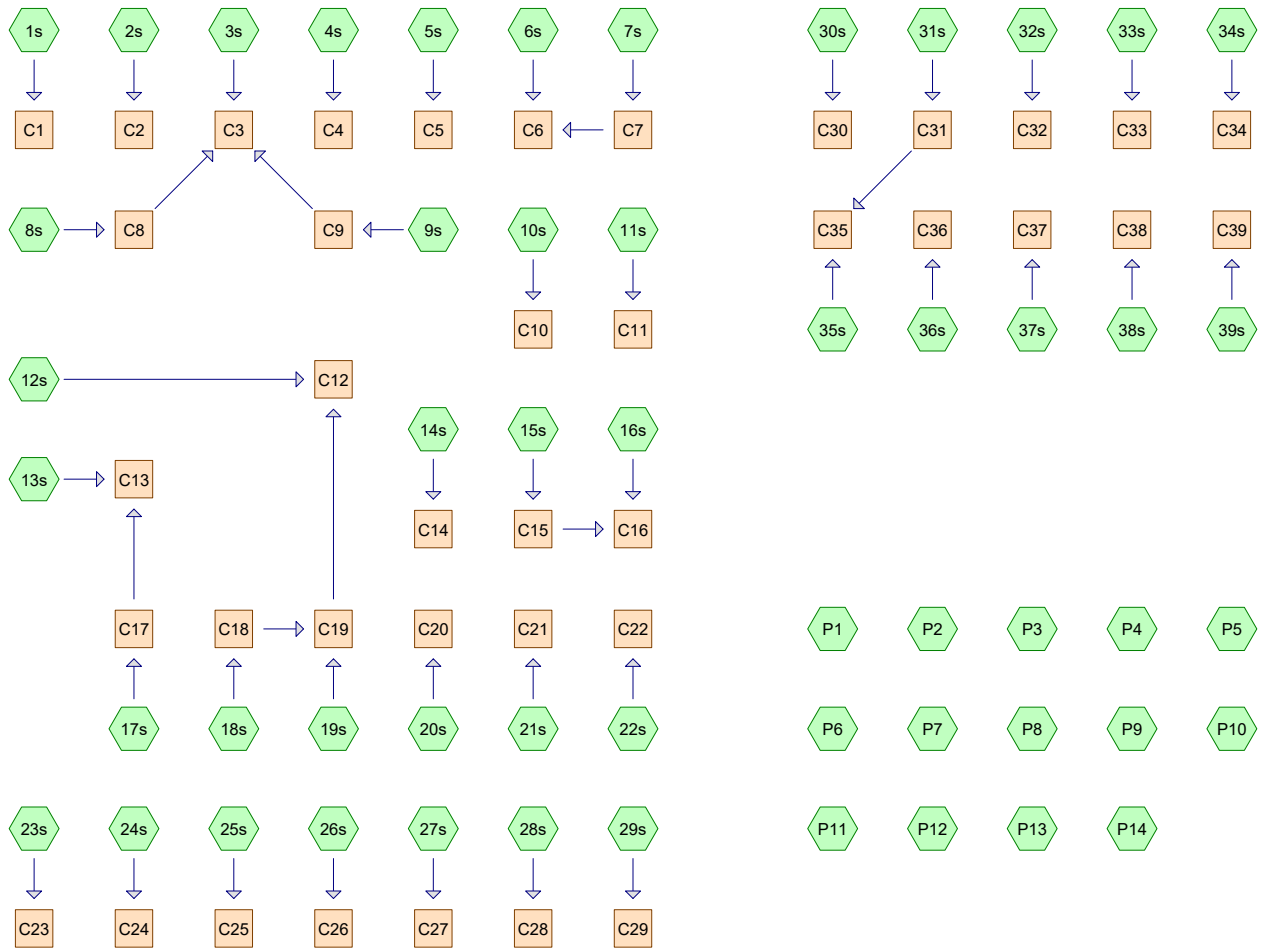 1s 2s 3s 4s 5s 6s 7s 30s 31s 32s 33s 34s
C1 C2 C3 C4 C5 C6 C7 C30 C31 C32 C33 C34
8s C8 C9 9s 10s 11s C35 C36 C37 C38 C39
C10 C11 35s 36s 37s 38s 39s
12s C12
14s 15s 16s
13s C13
C14 C15 C16
C17 C18 C19 C20 C21 C22 P1 P2 P3 P4 P5
17s 18s 19s 20s 21s 22s P6 P7 P8 P9 P10
23s 24s 25s 26s 27s 28s 29s P11 P12 P13 P14
C23 C24 C25 C26 C27 C28 C29